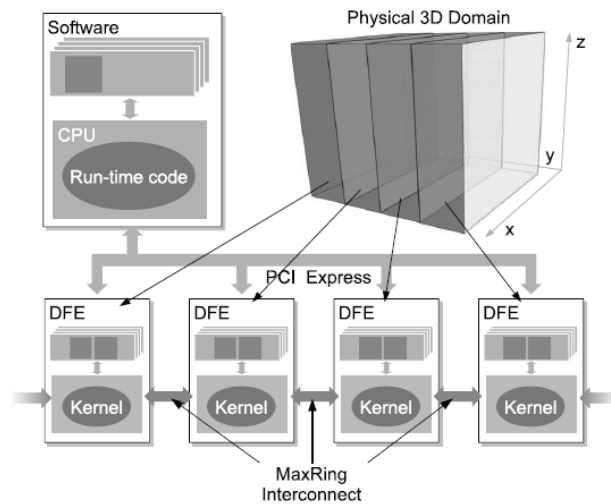 Software
Physical 3D Domain
z
CPU
y
Run-time code
x
PCI Express
DFE
DFE
DFE
DFE
Kernel
Kernel
Kernel
Kernel
MaxRing
Interconnect